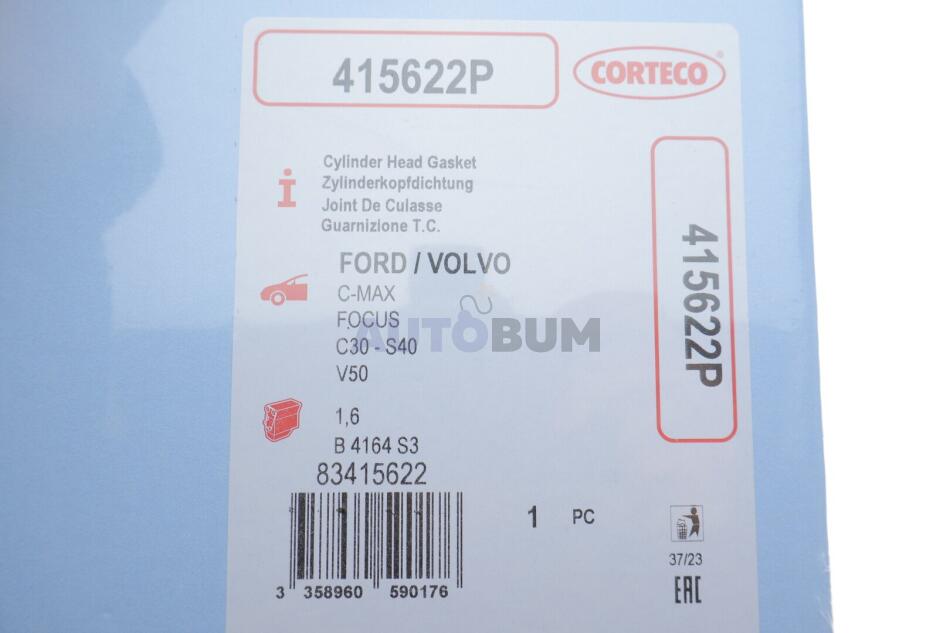 415622P
CORTECO
Cylinder Head Gasket
Zylinderkopfdichtung
Joint De Culasse
Guarnizione T.C.
FORD / VOLVO
C-MAX
FOCUS
C30 - S40
V50
AUTOBUM
1,6
B 4164 S3
83415622
3 358960 590176
1 PC
37/23
EAC
415622P